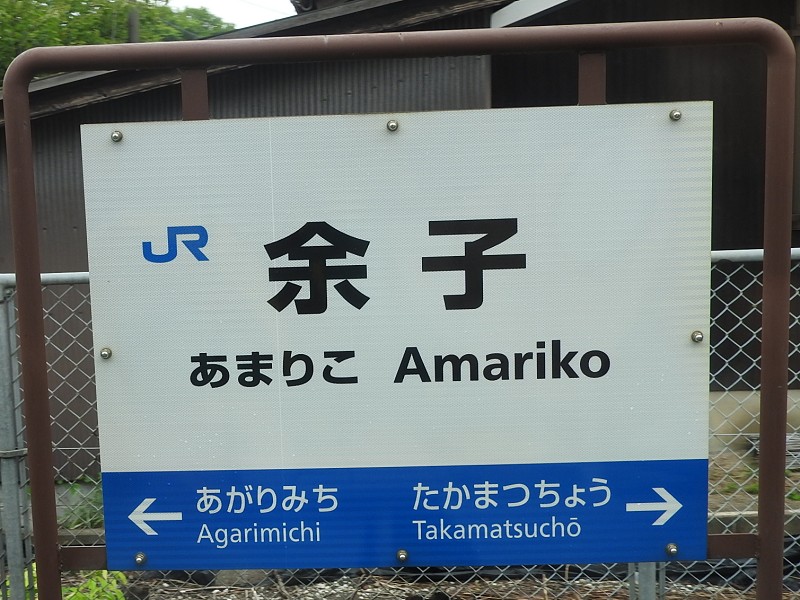 JR
余子
あまりこ Amariko
← あがりみち たかまつちょう →
Agarimichi Takamatsuchō